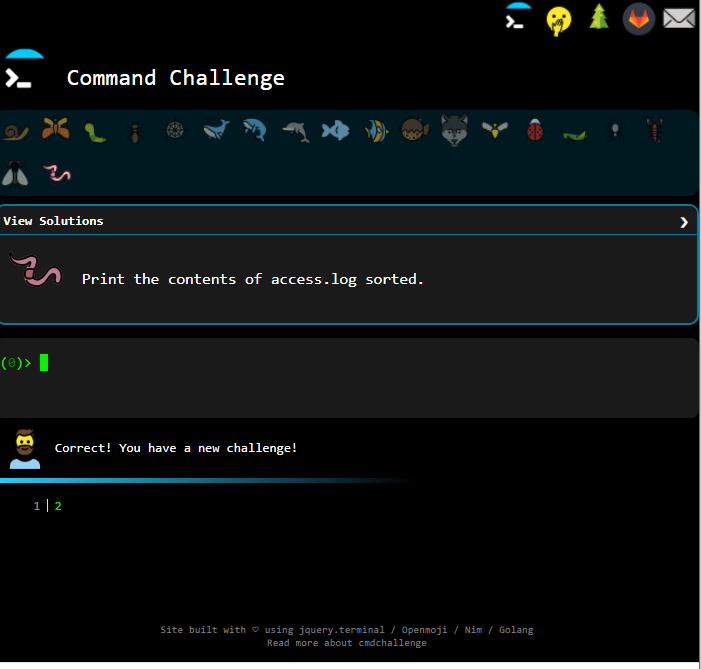 Command Challenge
View Solutions
Print the contents of access.log sorted.
(0)>
Correct! You have a new challenge!
1 2
Site built with ♡ using jquery.terminal / Openmoji / Nim / Golang
Read more about cmdchallenge